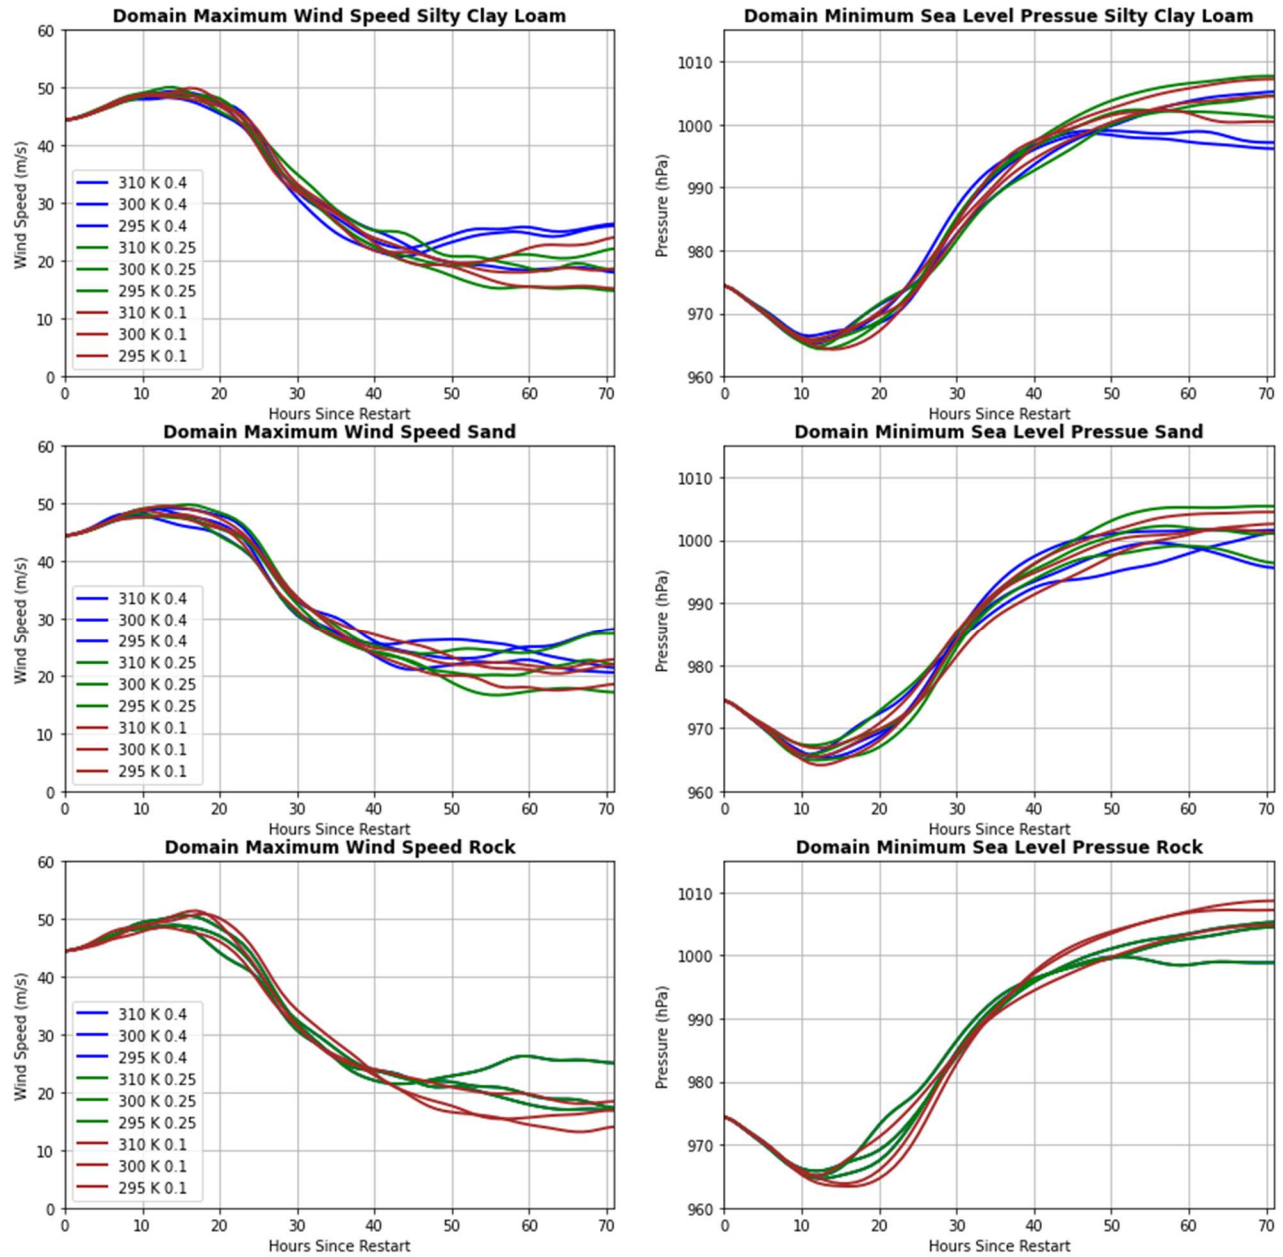 Domain Maximum Wind Speed Silty Clay Loam
60
50
40
30
20
10
0
Wind Speed (m/s)
310 K 0.4
300 K 0.4
295 K 0.4
310 K 0.25
300 K 0.25
295 K 0.25
310 K 0.1
300 K 0.1
295 K 0.1
0 10 20 30 40 50 60 70
Hours Since Restart
Domain Minimum Sea Level Pressue Silty Clay Loam
1010
1000
990
980
970
960
Pressure (hPa)
0 10 20 30 40 50 60 70
Hours Since Restart
Domain Maximum Wind Speed Sand
60
50
40
30
20
10
0
Wind Speed (m/s)
310 K 0.4
300 K 0.4
295 K 0.4
310 K 0.25
300 K 0.25
295 K 0.25
310 K 0.1
300 K 0.1
295 K 0.1
0 10 20 30 40 50 60 70
Hours Since Restart
Domain Minimum Sea Level Pressue Sand
1010
1000
990
980
970
960
Pressure (hPa)
0 10 20 30 40 50 60 70
Hours Since Restart
Domain Maximum Wind Speed Rock
60
50
40
30
20
10
0
Wind Speed (m/s)
310 K 0.4
300 K 0.4
295 K 0.4
310 K 0.25
300 K 0.25
295 K 0.25
310 K 0.1
300 K 0.1
295 K 0.1
0 10 20 30 40 50 60 70
Hours Since Restart
Domain Minimum Sea Level Pressue Rock
1010
1000
990
980
970
960
Pressure (hPa)
0 10 20 30 40 50 60 70
Hours Since Restart